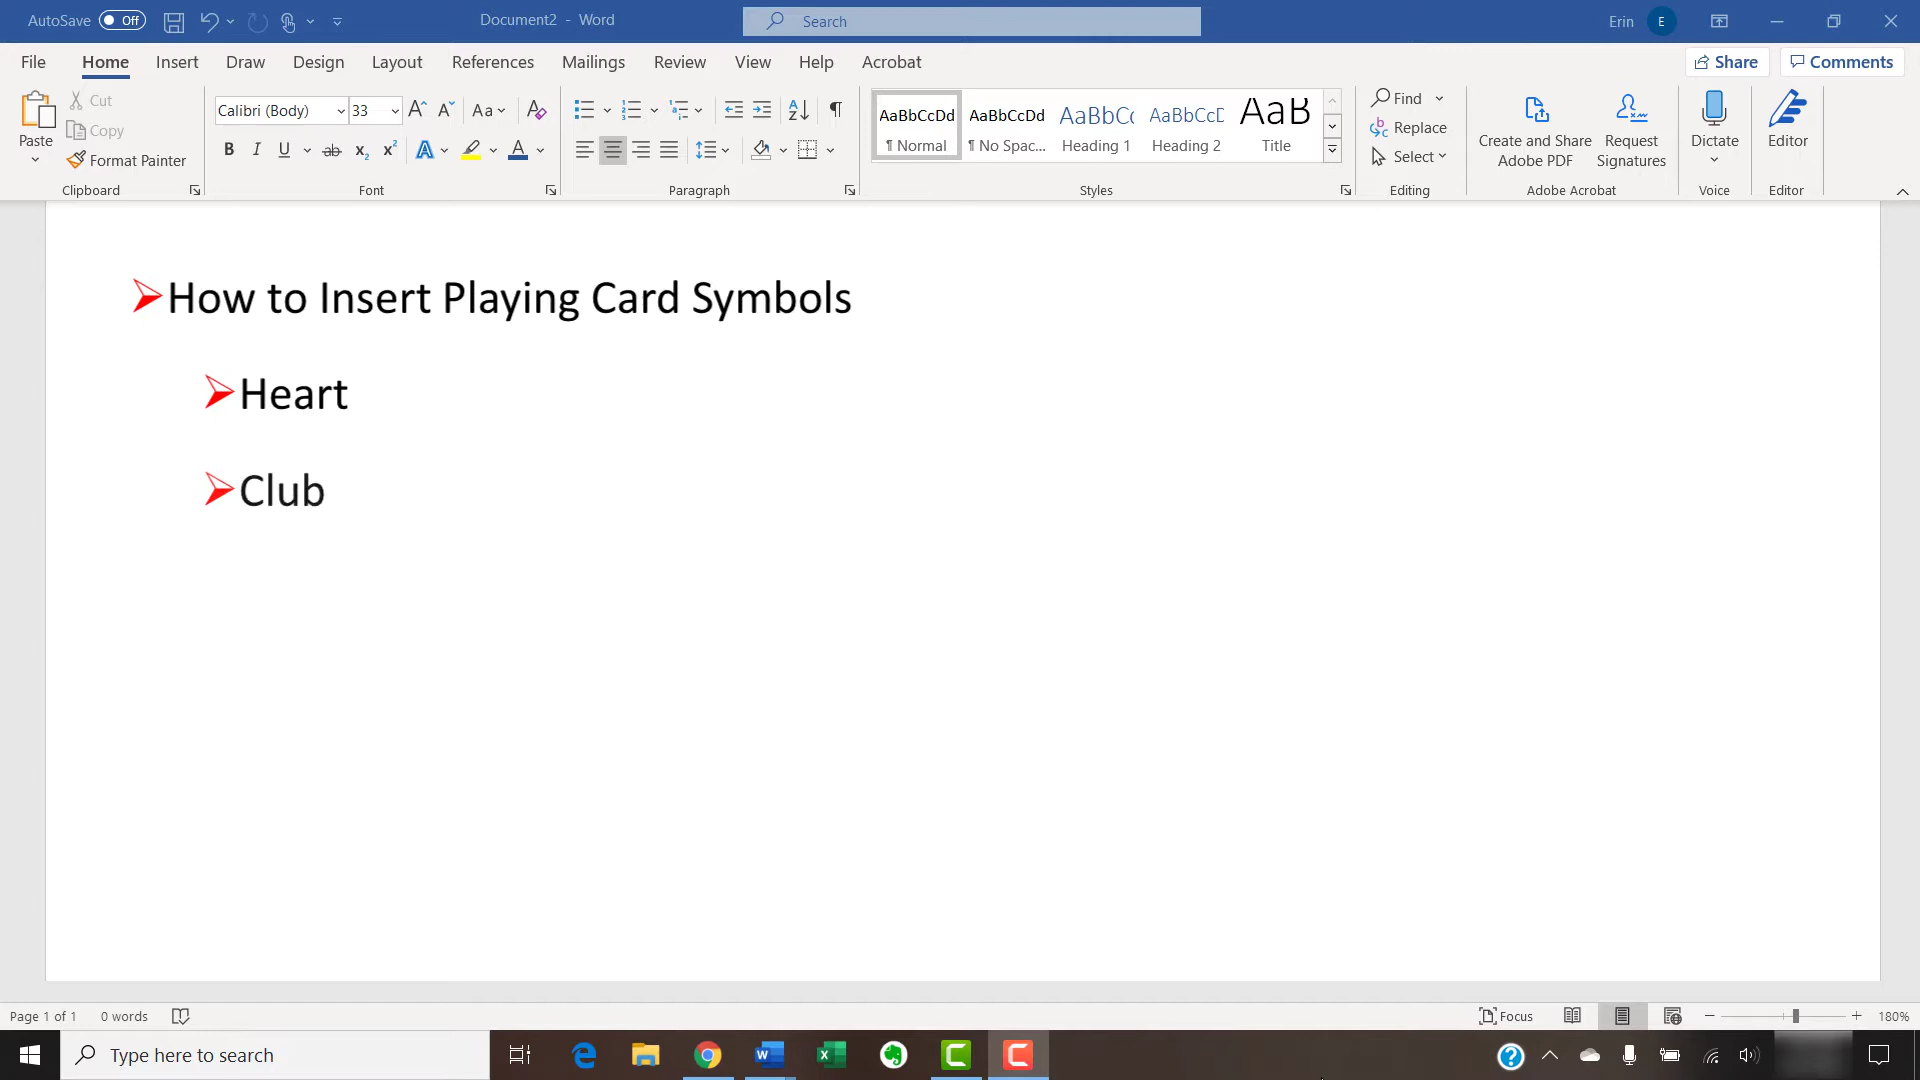 AutoSave Off Document2 - Word Search Erin E
File Home Insert Draw Design Layout References Mailings Review View Help Acrobat Share Comments
Paste Cut Copy Format Painter Clipboard
Calibri (Body) 33 A A Aa A
B I U ab x₂ x² A A Font
A Z ¶ Paragraph
AaBbCcDd AaBbCcDd AaBbCc AaBbCcD AaB
¶ Normal ¶ No Spac... Heading 1 Heading 2 Title
Styles
Find
Replace
Select
Editing
Create and Share Adobe PDF Request Signatures
Adobe Acrobat
Dictate
Voice
Editor
Editor
How to Insert Playing Card Symbols
Heart
Club
Page 1 of 1 0 words Focus 180%
Type here to search